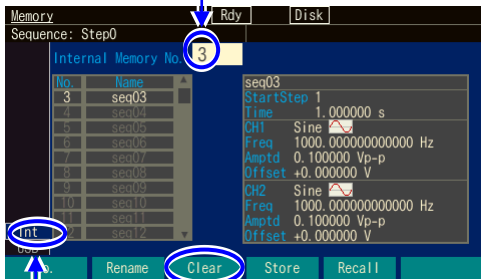 Memory Rdy Disk
Sequence: Step0
Internal Memory No. 3
No. Name
3 seq03
4 seq04
5 seq05
6 seq06
7 seq07
8 seq08
9 seq09
10 seq10
11 seq11
seq12
Int
seq03
StartStep 1
Time 1.000000 s
CH1 Sine
Freq 1000.000000000000 Hz
Amptd 0.100000 Vp-p
Offset +0.000000 V
CH2 Sine
Freq 1000.000000000000 Hz
Amptd 0.100000 Vp-p
Offset +0.000000 V
Rename Clear Store Recall